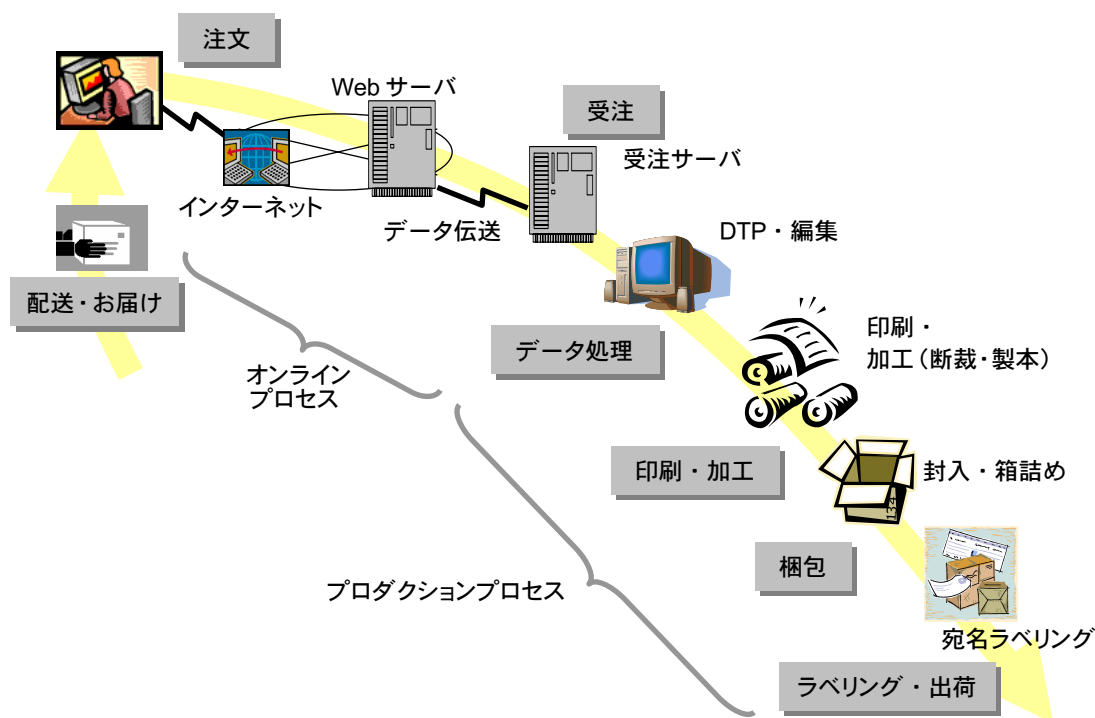 注文
Web サーバ
受注
受注サーバ
インターネット
データ伝送
DTP・編集
配送・お届け
データ処理
印刷・
加工(断裁・製本)
オンライン
プロセス
印刷・加工
封入・箱詰め
134
梱包
プロダクションプロセス
宛名ラベリング
ラベリング・出荷